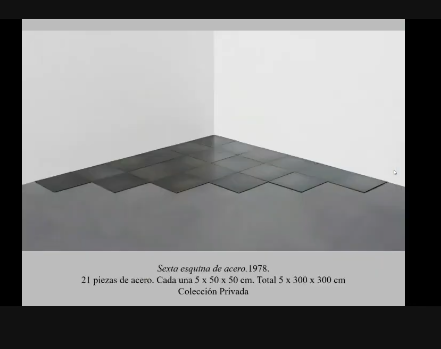 Sexta esquina de acero.1978.
21 piezas de acero. Cada una 5 x 50 x 50 cm. Total 5 x 300 x 300 cm
Colección Privada